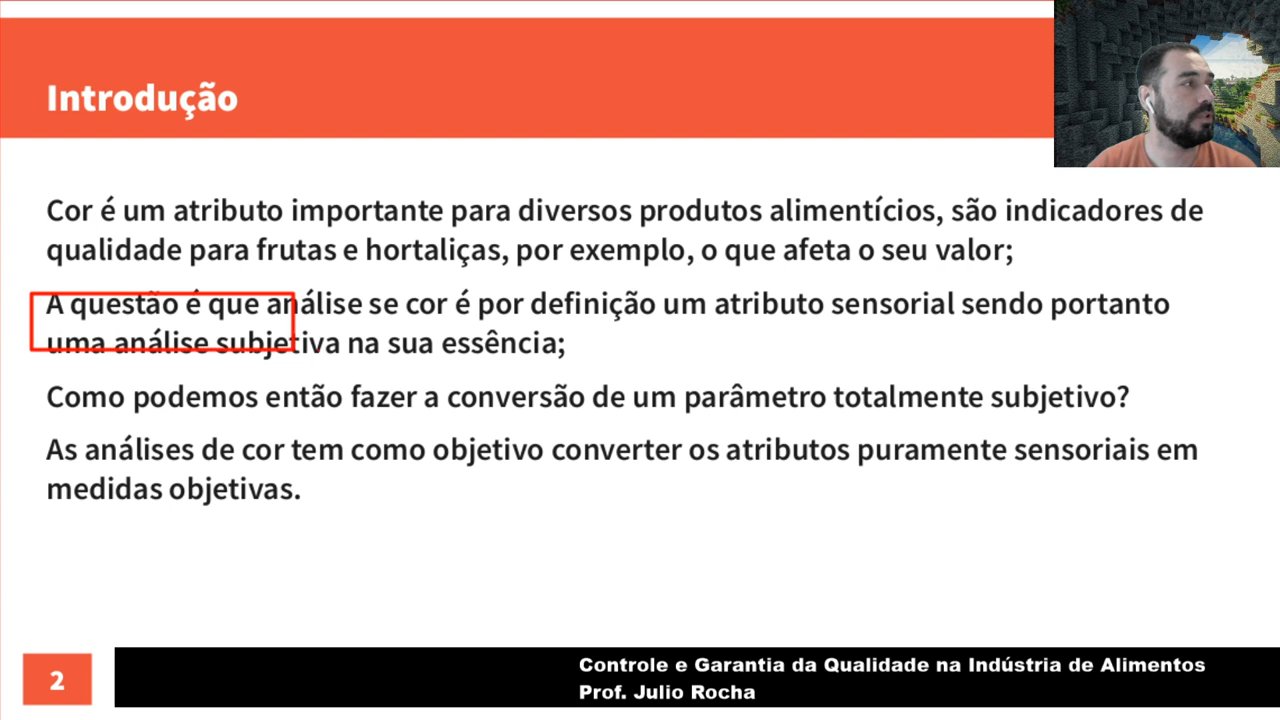 Introdução
Cor é um atributo importante para diversos produtos alimentícios, são indicadores de
qualidade para frutas e hortaliças, por exemplo, o que afeta o seu valor;
A questão é que análise se cor é por definição um atributo sensorial sendo portanto
uma análise subjetiva na sua essência;
Como podemos então fazer a conversão de um parâmetro totalmente subjetivo?
As análises de cor tem como objetivo converter os atributos puramente sensoriais em
medidas objetivas.
2
Controle e Garantia da Qualidade na Indústria de Alimentos
Prof. Julio Rocha